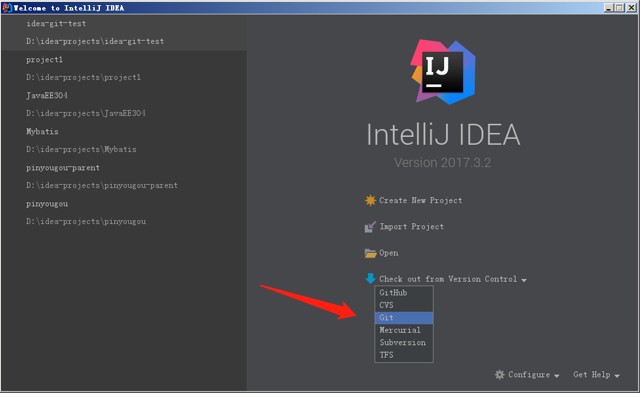 Welcome to IntelliJ IDEA
idea-git-test
D:\idea-projects\idea-git-test
project1
D:\idea-projects\project1
JavaEE304
D:\idea-projects\JavaEE304
Mybatis
D:\idea-projects\Mybatis
pinyougou-parent
D:\idea-projects\pinyougou-parent
pinyougou
D:\idea-projects\pinyougou
IJ
IntelliJ IDEA
Version 2017.3.2
Create New Project
Import Project
Open
Check out from Version Control
GitHub
CVS
Git
Mercurial
Subversion
TFS
Configure
Get Help